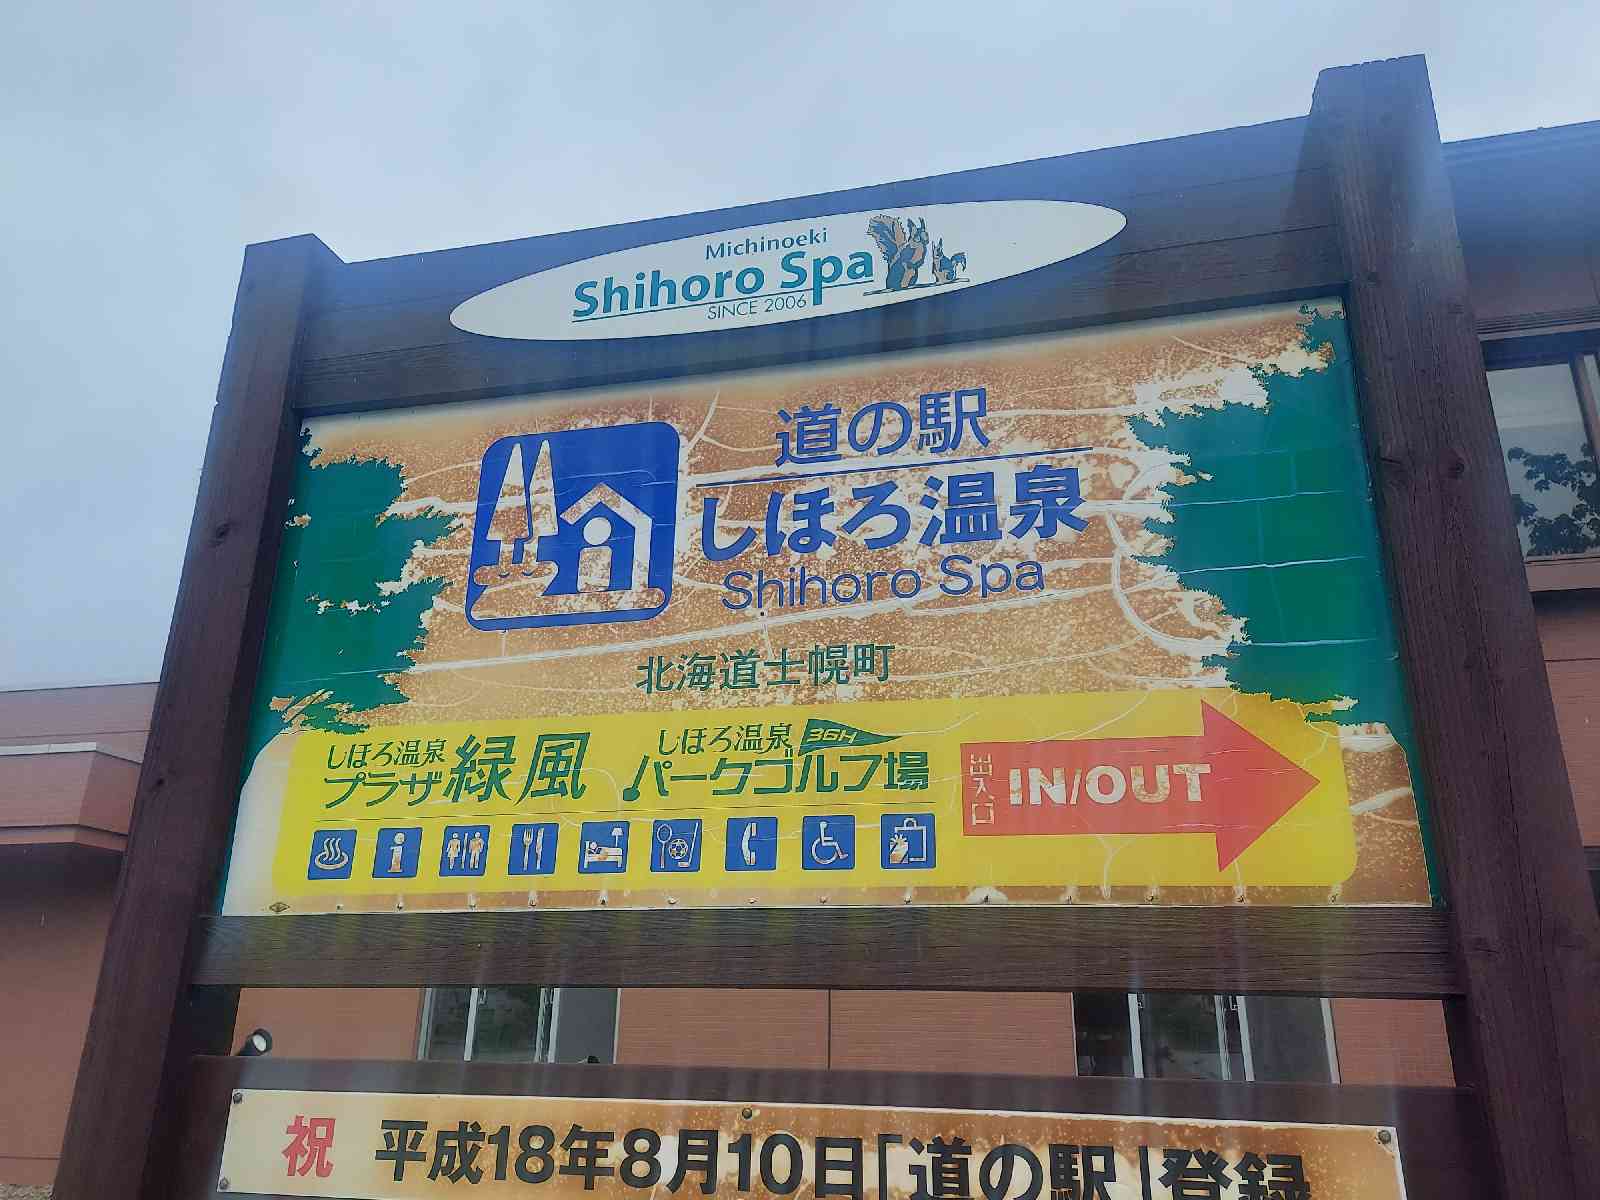 Michinoeki
Shihoro Spa
SINCE 2006
道の駅
しほろ温泉
Shihoro Spa
北海道士幌町
しほろ温泉
プラザ緑風
しほろ温泉 36H
パークゴルフ場
出入口
IN/OUT
祝 平成18年8月10日「道の駅」登録